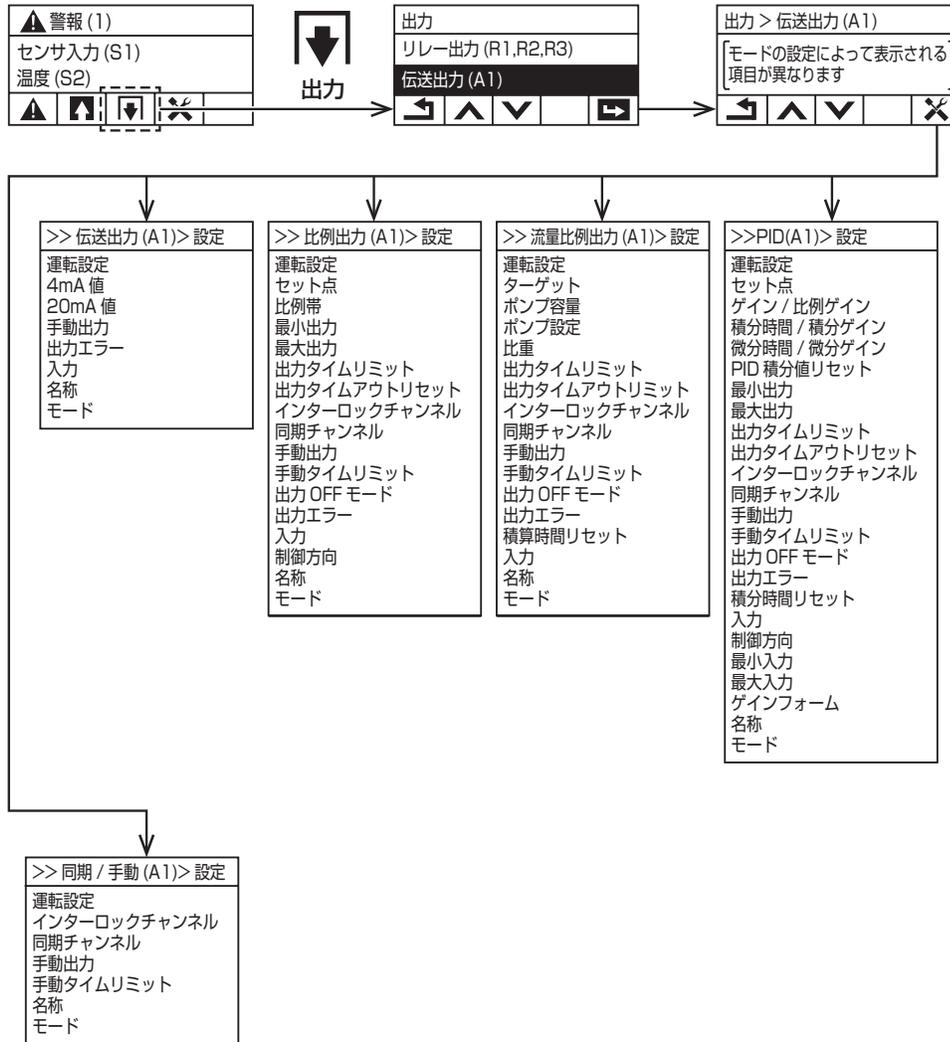 警報 (1)
センサ入力 (S1)
温度 (S2)
出力
出力
リレー出力 (R1,R2,R3)
伝送出力 (A1)
出力 > 伝送出力 (A1)
モードの設定によって表示される
項目が異なります
>> 伝送出力 (A1)> 設定
運転設定
4mA 値
20mA 値
手動出力
出力エラー
入力
名称
モード
>> 比例出力 (A1)> 設定
運転設定
セット点
比例帯
最小出力
最大出力
出力タイムリミット
出力タイムアウトリセット
インターロックチャンネル
同期チャンネル
手動出力
手動タイムリミット
出力 OFF モード
出力エラー
入力
制御方向
名称
モード
>> 流量比例出力 (A1)> 設定
運転設定
ターゲット
ポンプ容量
ポンプ設定
比重
出力タイムリミット
出力タイムアウトリミット
インターロックチャンネル
同期チャンネル
手動出力
手動タイムリミット
出力 OFF モード
出力エラー
積算時間リセット
入力
名称
モード
>>PID(A1)> 設定
運転設定
セット点
ゲイン / 比例ゲイン
積分時間 / 積分ゲイン
微分時間 / 微分ゲイン
PID 積分値リセット
最小出力
最大出力
出力タイムリミット
出力タイムアウトリセット
インターロックチャンネル
同期チャンネル
手動出力
手動タイムリミット
出力 OFF モード
出力エラー
積分時間リセット
入力
制御方向
最小入力
最大入力
ゲインフォーム
名称
モード
>> 同期 / 手動 (A1)> 設定
運転設定
インターロックチャンネル
同期チャンネル
手動出力
手動タイムリミット
名称
モード